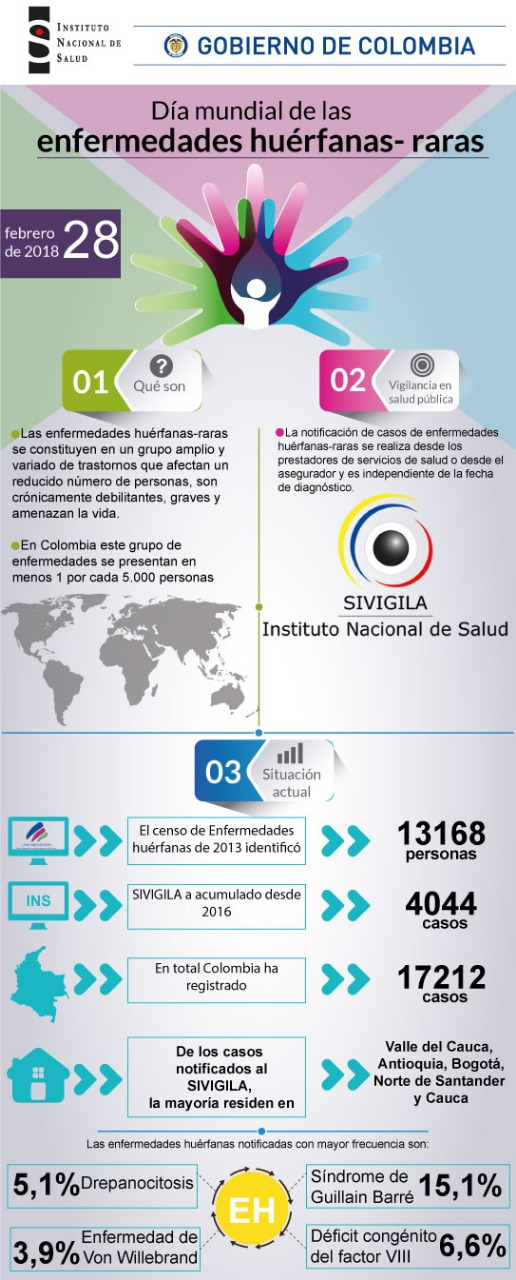 INSTITUTO
NACIONAL DE
SALUD
GOBIERNO DE COLOMBIA
Día mundial de las
enfermedades huérfanas- raras
febrero
de 2018
28
01
Qué son
02
Vigilancia en
salud pública
Las enfermedades huérfanas-raras
se constituyen en un grupo amplio y
variado de trastornos que afectan un
reducido número de personas, son
crónicamente debilitantes, graves y
amenazan la vida.
En Colombia este grupo de
enfermedades se presentan en
menos 1 por cada 5.000 personas
La notificación de casos de enfermedades
huérfanas-raras se realiza desde los
prestadores de servicios de salud o desde el
asegurador y es independiente de la fecha
de diagnóstico.
SIVIGILA
Instituto Nacional de Salud
03
Situación
actual
El censo de Enfermedades
huérfanas de 2013 identificó
13168
personas
INS
SIVIGILA a acumulado desde
2016
4044
casos
En total Colombia ha
registrado
17212
casos
De los casos
notificados al
SIVIGILA,
la mayoría residen en
Valle del Cauca,
Antioquia, Bogotá,
Norte de Santander
y Cauca
Las enfermedades huérfanas notificadas con mayor frecuencia son:
5,1% Drepanocitosis
3,9% Enfermedad de
Von Willebrand
EH
Síndrome de
Guillain Barré 15,1%
Déficit congénito
del factor VIII 6,6%